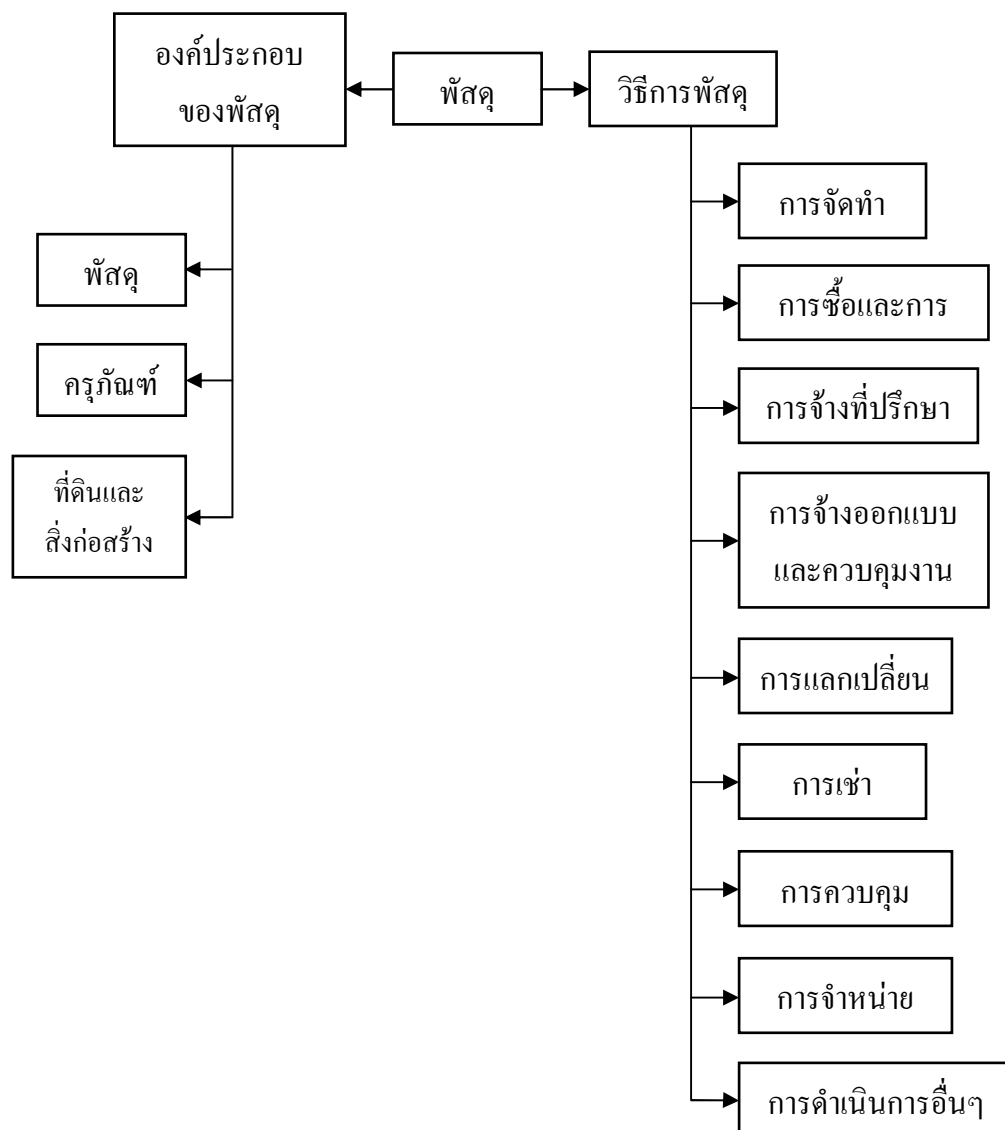 องค์ประกอบ
ของพัสดุ
พัสดุ
วิธีการพัสดุ
พัสดุ
ครุภัณฑ์
ที่ดินและ
สิ่งก่อสร้าง
การจัดทำ
การซื้อและการ
การจ้างที่ปรึกษา
การจ้างออกแบบ
และควบคุมงาน
การแลกเปลี่ยน
การเช่า
การควบคุม
การจำหน่าย
การดำเนินการอื่นๆ